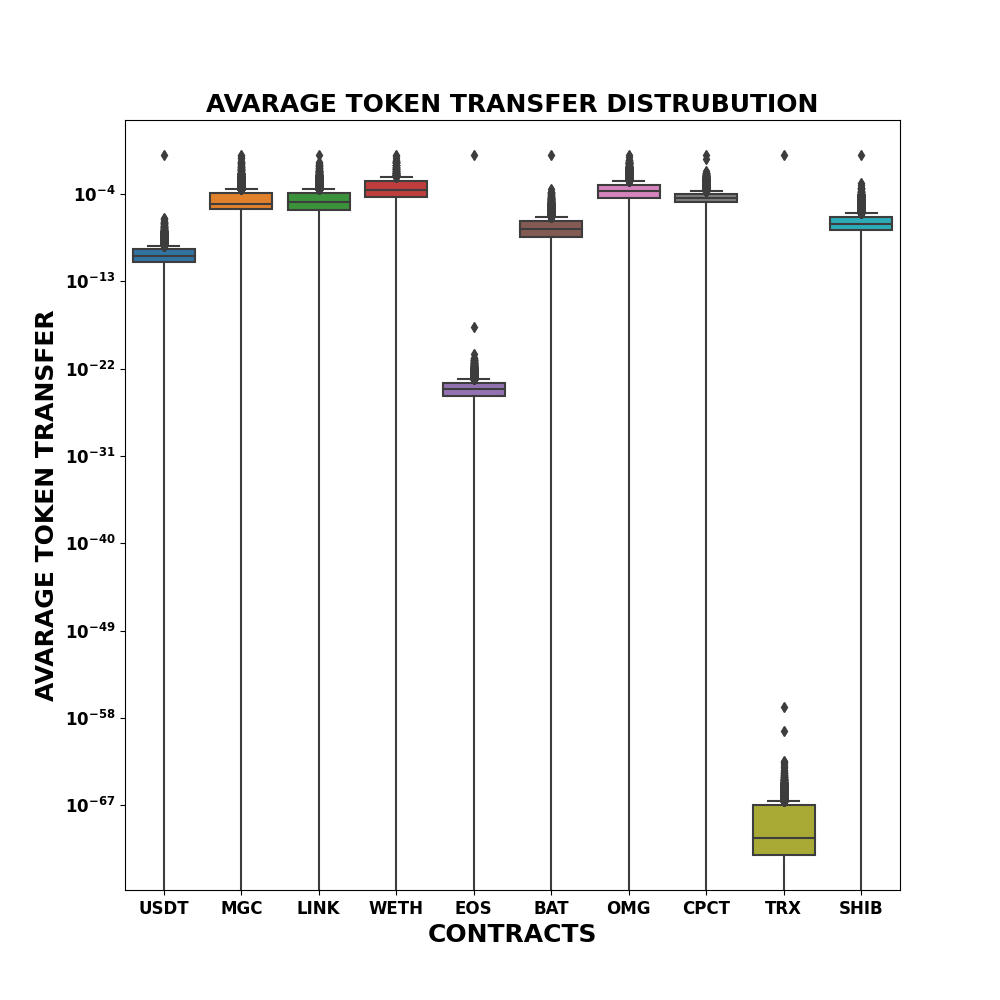 AVARAGE TOKEN TRANSFER DISTRUBUTION
AVARAGE TOKEN TRANSFER
10⁻⁴
10⁻¹³
10⁻²²
10⁻³¹
10⁻⁴⁰
10⁻⁴⁹
10⁻⁵⁸
10⁻⁶⁷
USDT MGC LINK WETH EOS BAT OMG CPCT TRX SHIB
CONTRACTS